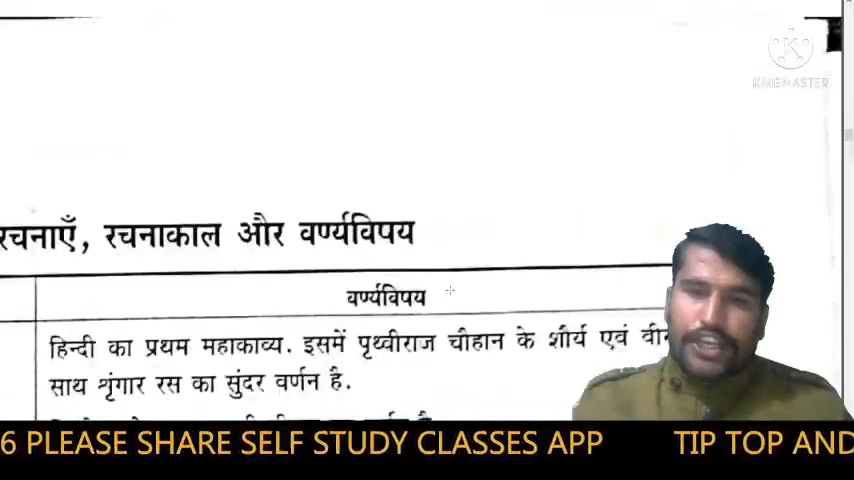 KINEMASTER
रचनाएँ, रचनाकाल और वर्ण्यविषय
वर्ण्यविषय
हिन्दी का प्रथम महाकाव्य. इसमें पृथ्वीराज चौहान के शौर्य एवं
साथ शृंगार रस का सुंदर वर्णन है.
6 PLEASE SHARE SELF STUDY CLASSES APP TIP TOP AND